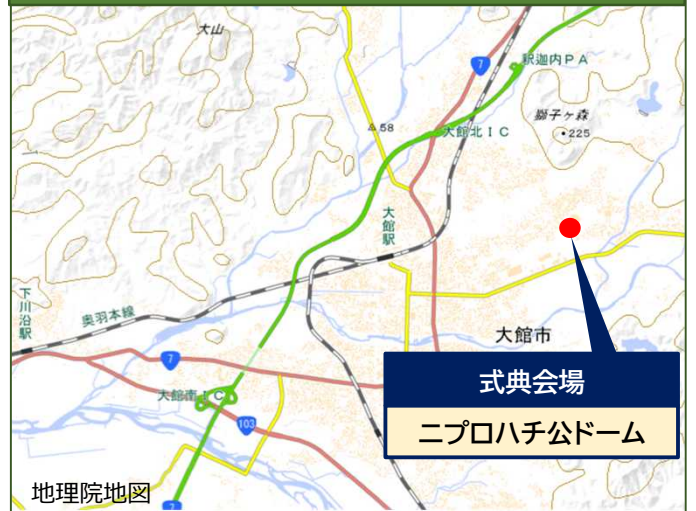 大山
7
釈迦内PA
獅子ヶ森
225
58
大館北IC
大館駅
下川沿駅
奥羽本線
大館市
7
大館南IC
103
式典会場
ニプロハチ公ドーム
地理院地図
7